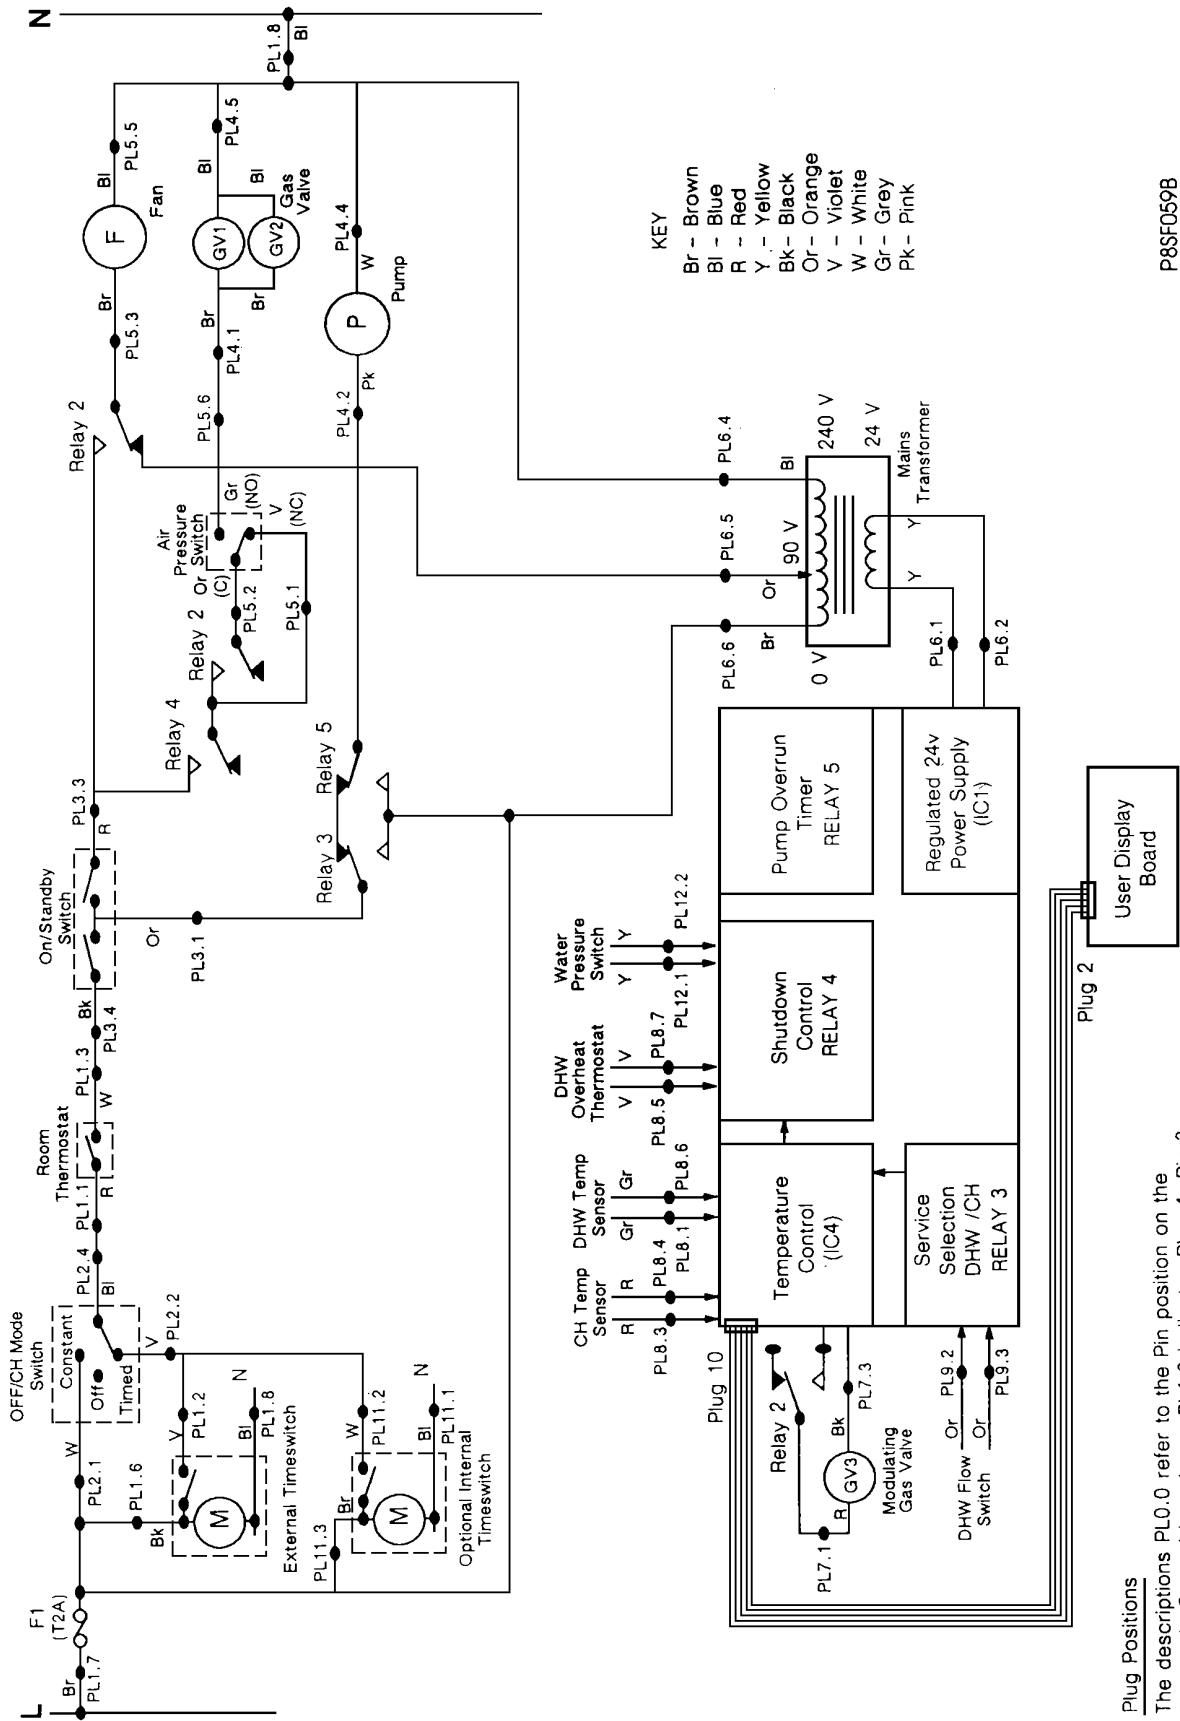 N
PL1.8
Bl
PL5.5
Bl
Fan
F
Br
PL5.3
Relay 2
PL4.5
Bl
Bl
Gas
Valve
GV1
GV2
Br
Br
PL4.1
PL5.6
PL4.4
W
Pump
P
Pk
PL4.2
Air
Pressure
Switch
Gr
(NO)
V
(NC)
Or
(C)
PL5.2
PL5.1
Relay 2
Relay 4
Relay 5
Relay 3
PL3.3
R
On/Standby
Switch
Or
PL3.1
Bk
PL3.4
PL1.3
W
Room
Thermostat
R
PL1.1
PL2.4
Bl
OFF/CH Mode
Switch
Constant
Off
Timed
V
PL2.2
W
PL2.1
PL1.6
Bk
V
PL1.2
N
Bl
PL1.8
M
External Timeswitch
W
PL11.2
N
Bl
PL11.1
Br
PL11.3
M
Optional Internal
Timeswitch
F1
(T2A)
Br
PL1.7
L
KEY
Br – Brown
Bl – Blue
R – Red
Y – Yellow
Bk – Black
Or – Orange
V – Violet
W – White
Gr – Grey
Pk – Pink
P8SF059B
PL6.4
Bl
240 V
24 V
Mains
Transformer
PL6.5
90 V
Or
PL6.6
Br
0 V
Y
Y
PL6.1
PL6.2
Pump Overrun
Timer
RELAY 5
Regulated 24v
Power Supply
(IC1)
Water
Pressure
Switch
Y
Y
PL12.2
PL12.1
DHW
Overheat
Thermostat
V
V
PL8.7
PL8.5
Shutdown
Control
RELAY 4
DHW Temp
Sensor
Gr
Gr
PL8.6
PL8.1
CH Temp
Sensor
R
R
PL8.4
PL8.3
Temperature
Control
(IC4)
Service
Selection
DHW /CH
RELAY 3
Plug 10
Relay 2
PL7.3
Bk
GV3
R
PL7.1
Modulating
Gas Valve
PL9.2
PL9.3
Or
Or
DHW Flow
Switch
User Display
Board
Plug 2
Plug Positions
The descriptions PL0.0 refer to the Pin position on the